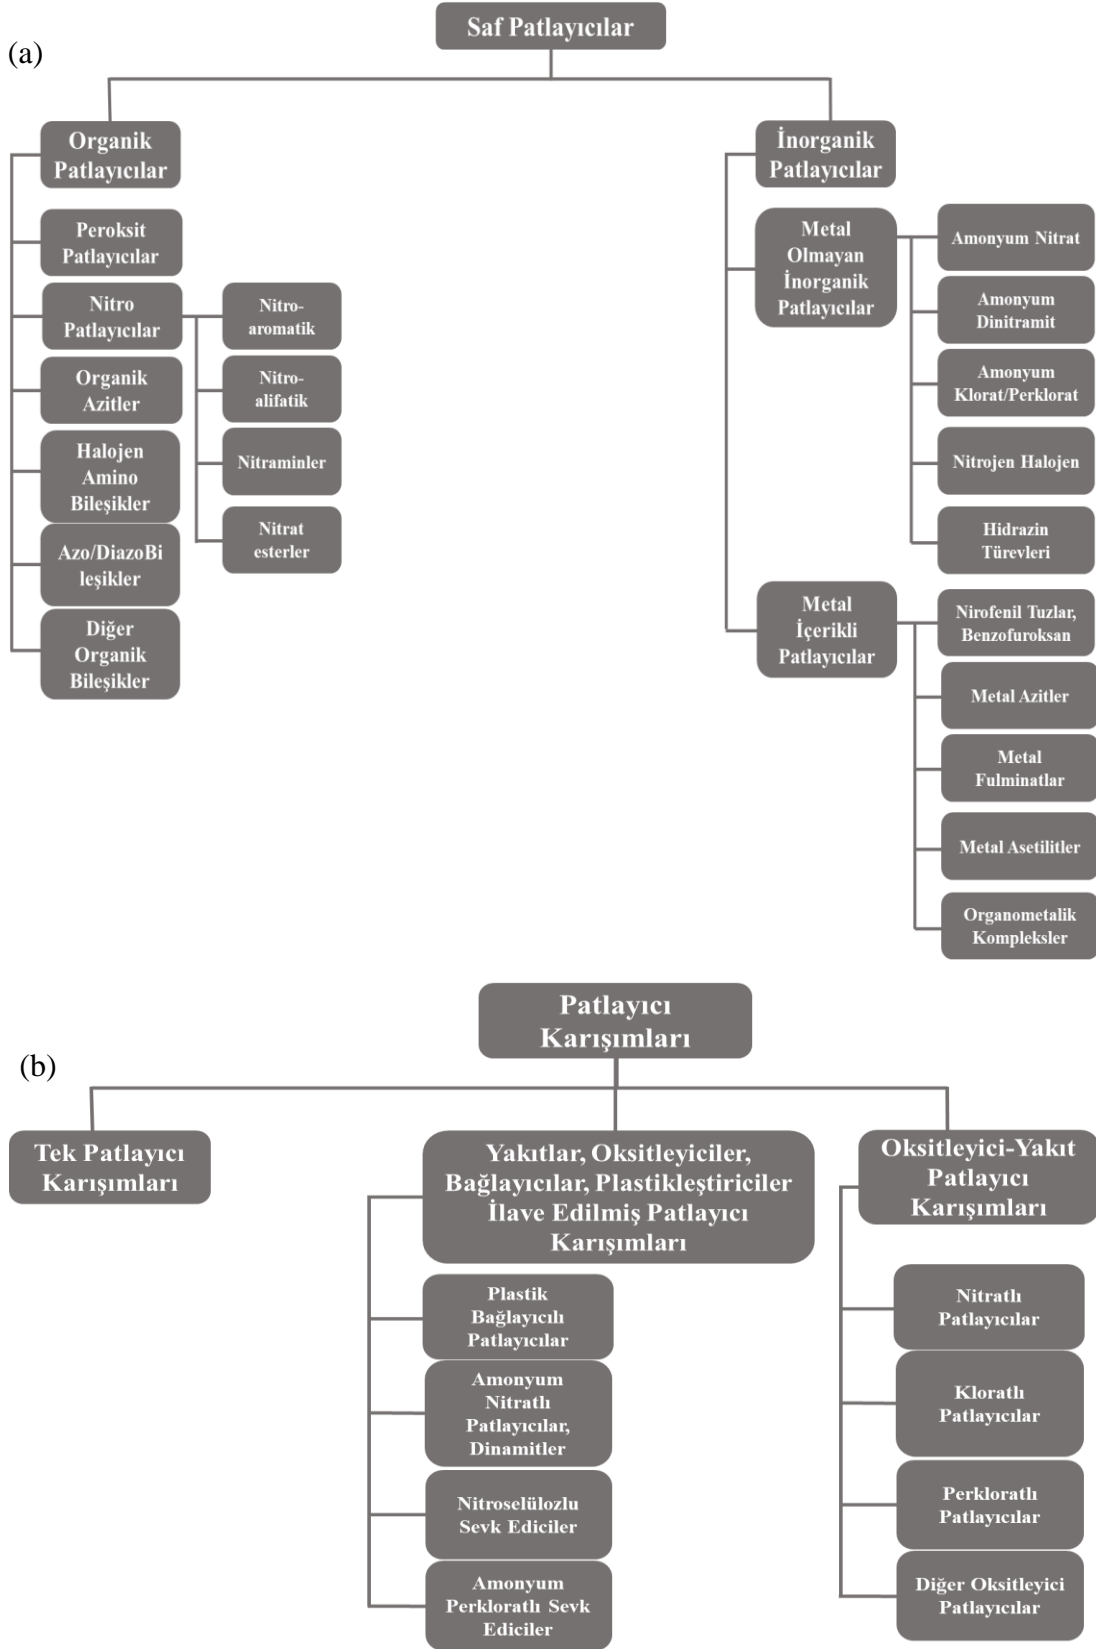 (a)
Saf Patlayıcılar
Organik
Patlayıcılar
Peroksit
Patlayıcılar
Nitro
Patlayıcılar
Nitro-
aromatik
Nitro-
alifatik
Nitraminler
Nitrat
esterler
Organik
Azitler
Halojen
Amino
Bileşikler
Azo/DiazoBi
leşikler
Diğer
Organik
Bileşikler
İnorganik
Patlayıcılar
Metal
Olmayan
İnorganik
Patlayıcılar
Amonyum Nitrat
Amonyum
Dinitramit
Amonyum
Klorat/Perklorat
Nitrojen Halojen
Hidrazin
Türevleri
Metal
İçerikli
Patlayıcılar
Nirofenil Tuzlar,
Benzofuroksan
Metal Azitler
Metal
Fulminatlar
Metal Asetilitler
Organometalik
Kompleksler
(b)
Patlayıcı
Karışımları
Tek Patlayıcı
Karışımları
Yakıtlar, Oksitleyiciler,
Bağlayıcılar, Plastikleştiriciler
İlave Edilmiş Patlayıcı
Karışımları
Plastik
Bağlayıcılı
Patlayıcılar
Amonyum
Nitratlı
Patlayıcılar,
Dinamitler
Nitroselülozlu
Sevk Ediciler
Amonyum
Perkloratlı Sevk
Ediciler
Oksitleyici-Yakıt
Patlayıcı
Karışımları
Nitratlı
Patlayıcılar
Kloratlı
Patlayıcılar
Perkloratlı
Patlayıcılar
Diğer Oksitleyici
Patlayıcılar